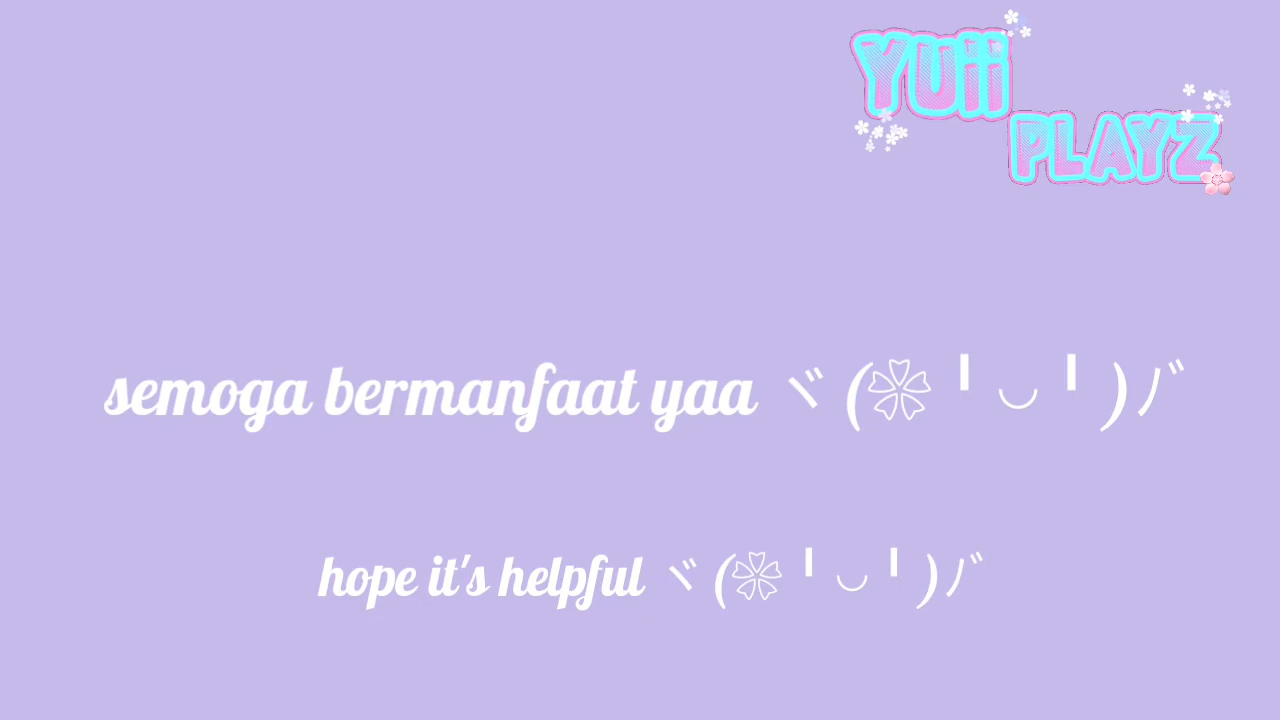 YUii
PLAYZ
semoga bermanfaat yaa ヾ(❀╹◡╹)ﾉﾞ
hope it's helpful ヾ(❀╹◡╹)ﾉﾞ